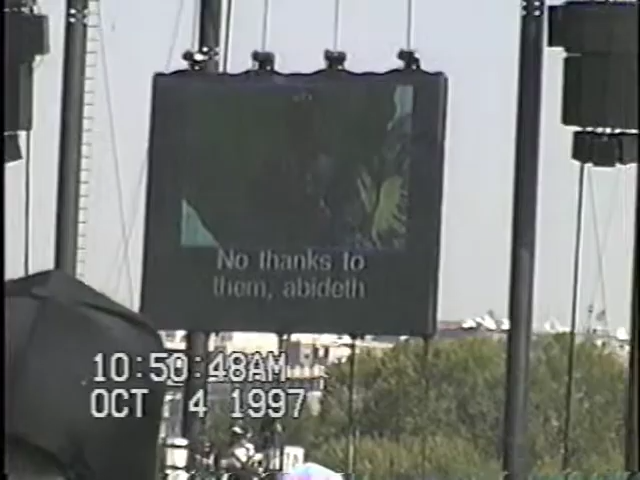 No thanks to
them, abideth
10:50:48AM
OCT 4 1997